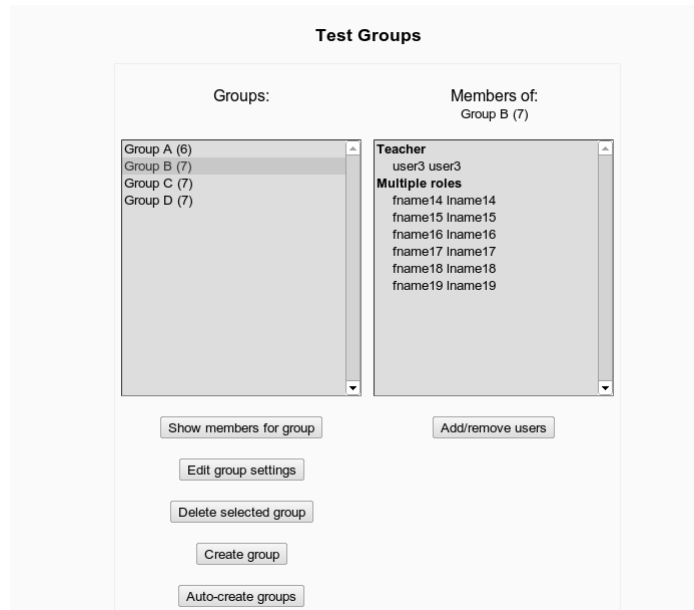 Test Groups
Groups:
Group A (6)
Group B (7)
Group C (7)
Group D (7)
Show members for group
Edit group settings
Delete selected group
Create group
Auto-create groups
Members of:
Group B (7)
Teacher
user3 user3
Multiple roles
fname14 lname14
fname15 lname15
fname16 lname16
fname17 lname17
fname18 lname18
fname19 lname19
Add/remove users